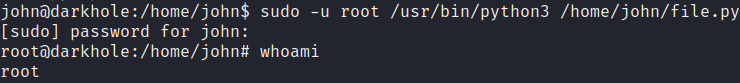 john@darkhole:/home/john$ sudo -u root /usr/bin/python3 /home/john/file.py
[sudo] password for john:
root@darkhole:/home/john# whoami
root